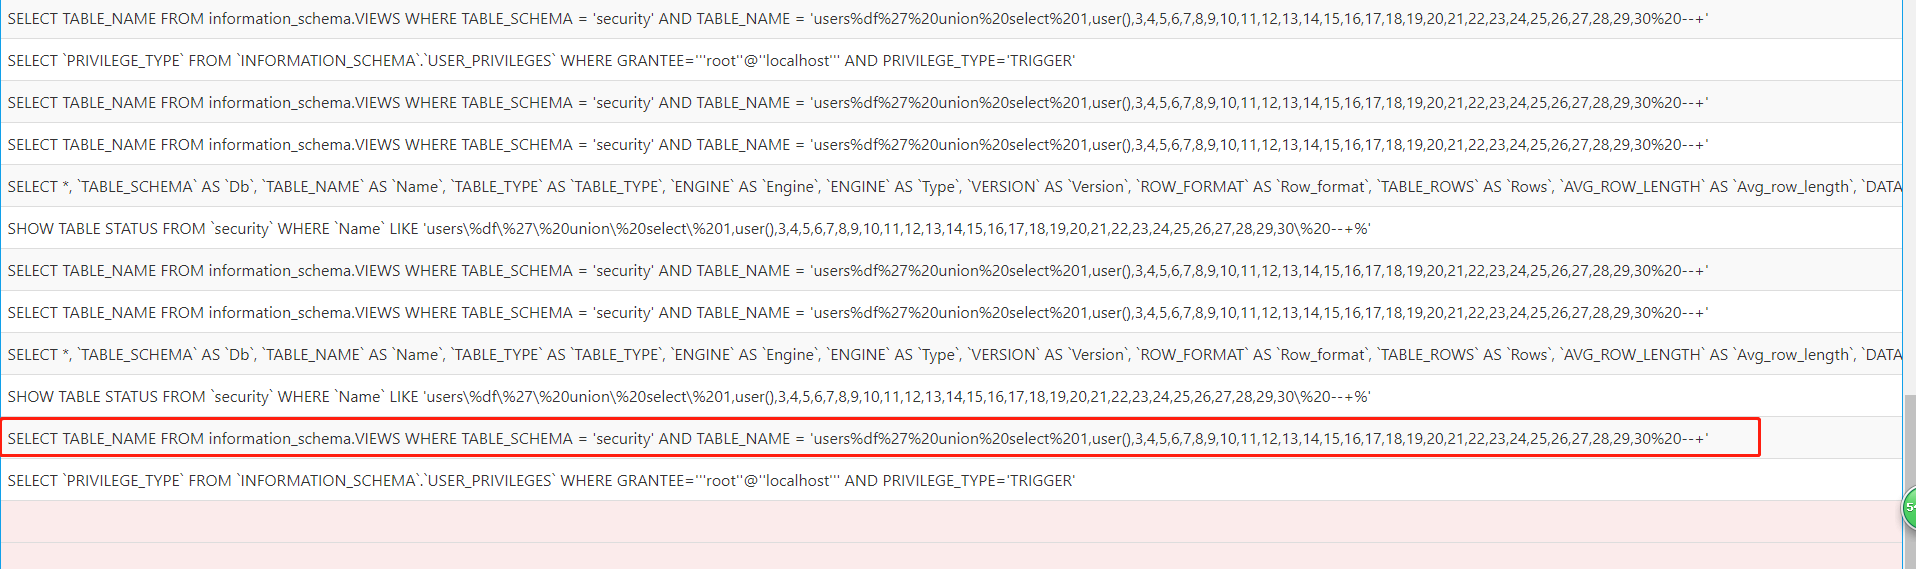 SELECT TABLE_NAME FROM information_schema.VIEWS WHERE TABLE_SCHEMA = 'security' AND TABLE_NAME = 'users%df%27%20union%20select%201,user(),3,4,5,6,7,8,9,10,11,12,13,14,15,16,17,18,19,20,21,22,23,24,25,26,27,28,29,30%20--+'
SELECT `PRIVILEGE_TYPE` FROM `INFORMATION_SCHEMA`.`USER_PRIVILEGES` WHERE GRANTEE='''root''@''localhost''' AND PRIVILEGE_TYPE='TRIGGER'
SELECT TABLE_NAME FROM information_schema.VIEWS WHERE TABLE_SCHEMA = 'security' AND TABLE_NAME = 'users%df%27%20union%20select%201,user(),3,4,5,6,7,8,9,10,11,12,13,14,15,16,17,18,19,20,21,22,23,24,25,26,27,28,29,30%20--+'
SELECT TABLE_NAME FROM information_schema.VIEWS WHERE TABLE_SCHEMA = 'security' AND TABLE_NAME = 'users%df%27%20union%20select%201,user(),3,4,5,6,7,8,9,10,11,12,13,14,15,16,17,18,19,20,21,22,23,24,25,26,27,28,29,30%20--+'
SELECT *, `TABLE_SCHEMA` AS `Db`, `TABLE_NAME` AS `Name`, `TABLE_TYPE` AS `TABLE_TYPE`, `ENGINE` AS `Engine`, `ENGINE` AS `Type`, `VERSION` AS `Version`, `ROW_FORMAT` AS `Row_format`, `TABLE_ROWS` AS `Rows`, `AVG_ROW_LENGTH` AS `Avg_row_length`, `DATA
SHOW TABLE STATUS FROM `security` WHERE `Name` LIKE 'users\%df\%27\%20union\%20select\%201,user(),3,4,5,6,7,8,9,10,11,12,13,14,15,16,17,18,19,20,21,22,23,24,25,26,27,28,29,30\%20--+%'
SELECT TABLE_NAME FROM information_schema.VIEWS WHERE TABLE_SCHEMA = 'security' AND TABLE_NAME = 'users%df%27%20union%20select%201,user(),3,4,5,6,7,8,9,10,11,12,13,14,15,16,17,18,19,20,21,22,23,24,25,26,27,28,29,30%20--+'
SELECT TABLE_NAME FROM information_schema.VIEWS WHERE TABLE_SCHEMA = 'security' AND TABLE_NAME = 'users%df%27%20union%20select%201,user(),3,4,5,6,7,8,9,10,11,12,13,14,15,16,17,18,19,20,21,22,23,24,25,26,27,28,29,30%20--+'
SELECT *, `TABLE_SCHEMA` AS `Db`, `TABLE_NAME` AS `Name`, `TABLE_TYPE` AS `TABLE_TYPE`, `ENGINE` AS `Engine`, `ENGINE` AS `Type`, `VERSION` AS `Version`, `ROW_FORMAT` AS `Row_format`, `TABLE_ROWS` AS `Rows`, `AVG_ROW_LENGTH` AS `Avg_row_length`, `DATA
SHOW TABLE STATUS FROM `security` WHERE `Name` LIKE 'users\%df\%27\%20union\%20select\%201,user(),3,4,5,6,7,8,9,10,11,12,13,14,15,16,17,18,19,20,21,22,23,24,25,26,27,28,29,30\%20--+%'
SELECT TABLE_NAME FROM information_schema.VIEWS WHERE TABLE_SCHEMA = 'security' AND TABLE_NAME = 'users%df%27%20union%20select%201,user(),3,4,5,6,7,8,9,10,11,12,13,14,15,16,17,18,19,20,21,22,23,24,25,26,27,28,29,30%20--+'
SELECT `PRIVILEGE_TYPE` FROM `INFORMATION_SCHEMA`.`USER_PRIVILEGES` WHERE GRANTEE='''root''@''localhost''' AND PRIVILEGE_TYPE='TRIGGER'